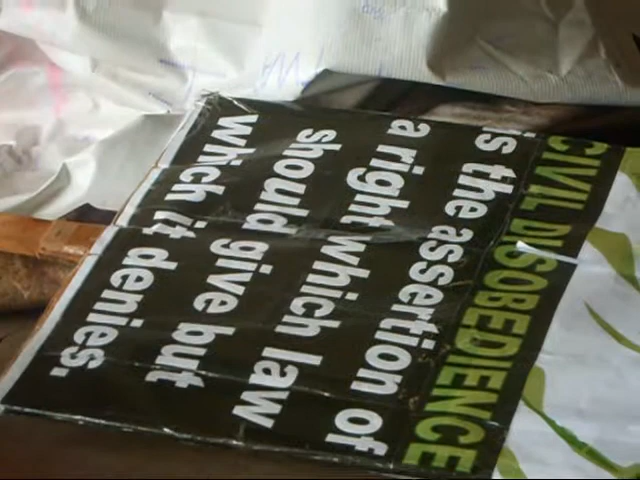 CIVIL DISOBEDIENCE
is the assertion of
a right which law
should give but
which it denies.